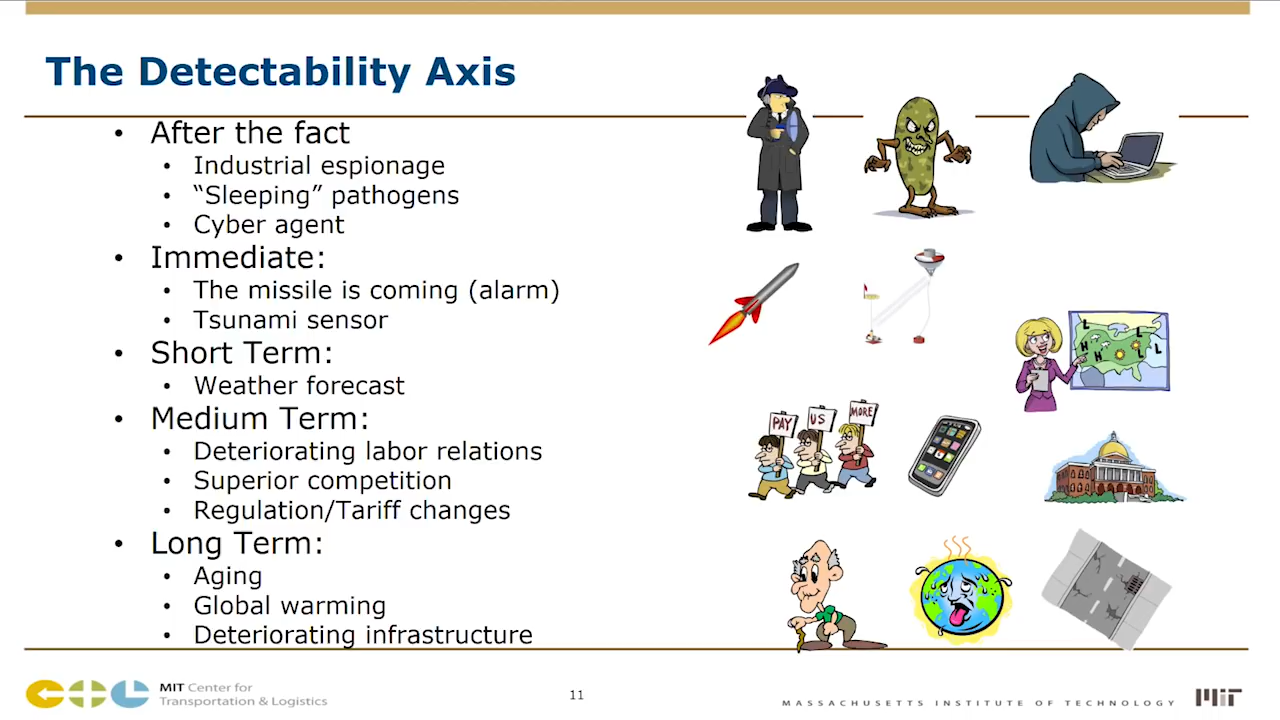 The Detectability Axis
• After the fact
• Industrial espionage
• “Sleeping” pathogens
• Cyber agent
• Immediate:
• The missile is coming (alarm)
• Tsunami sensor
• Short Term:
• Weather forecast
• Medium Term:
• Deteriorating labor relations
• Superior competition
• Regulation/Tariff changes
• Long Term:
• Aging
• Global warming
• Deteriorating infrastructure
L
L
H
H
L
L
PAY
US
MORE
MIT Center for
Transportation & Logistics
11
MASSACHUSETTS INSTITUTE OF TECHNOLOGY
MIT